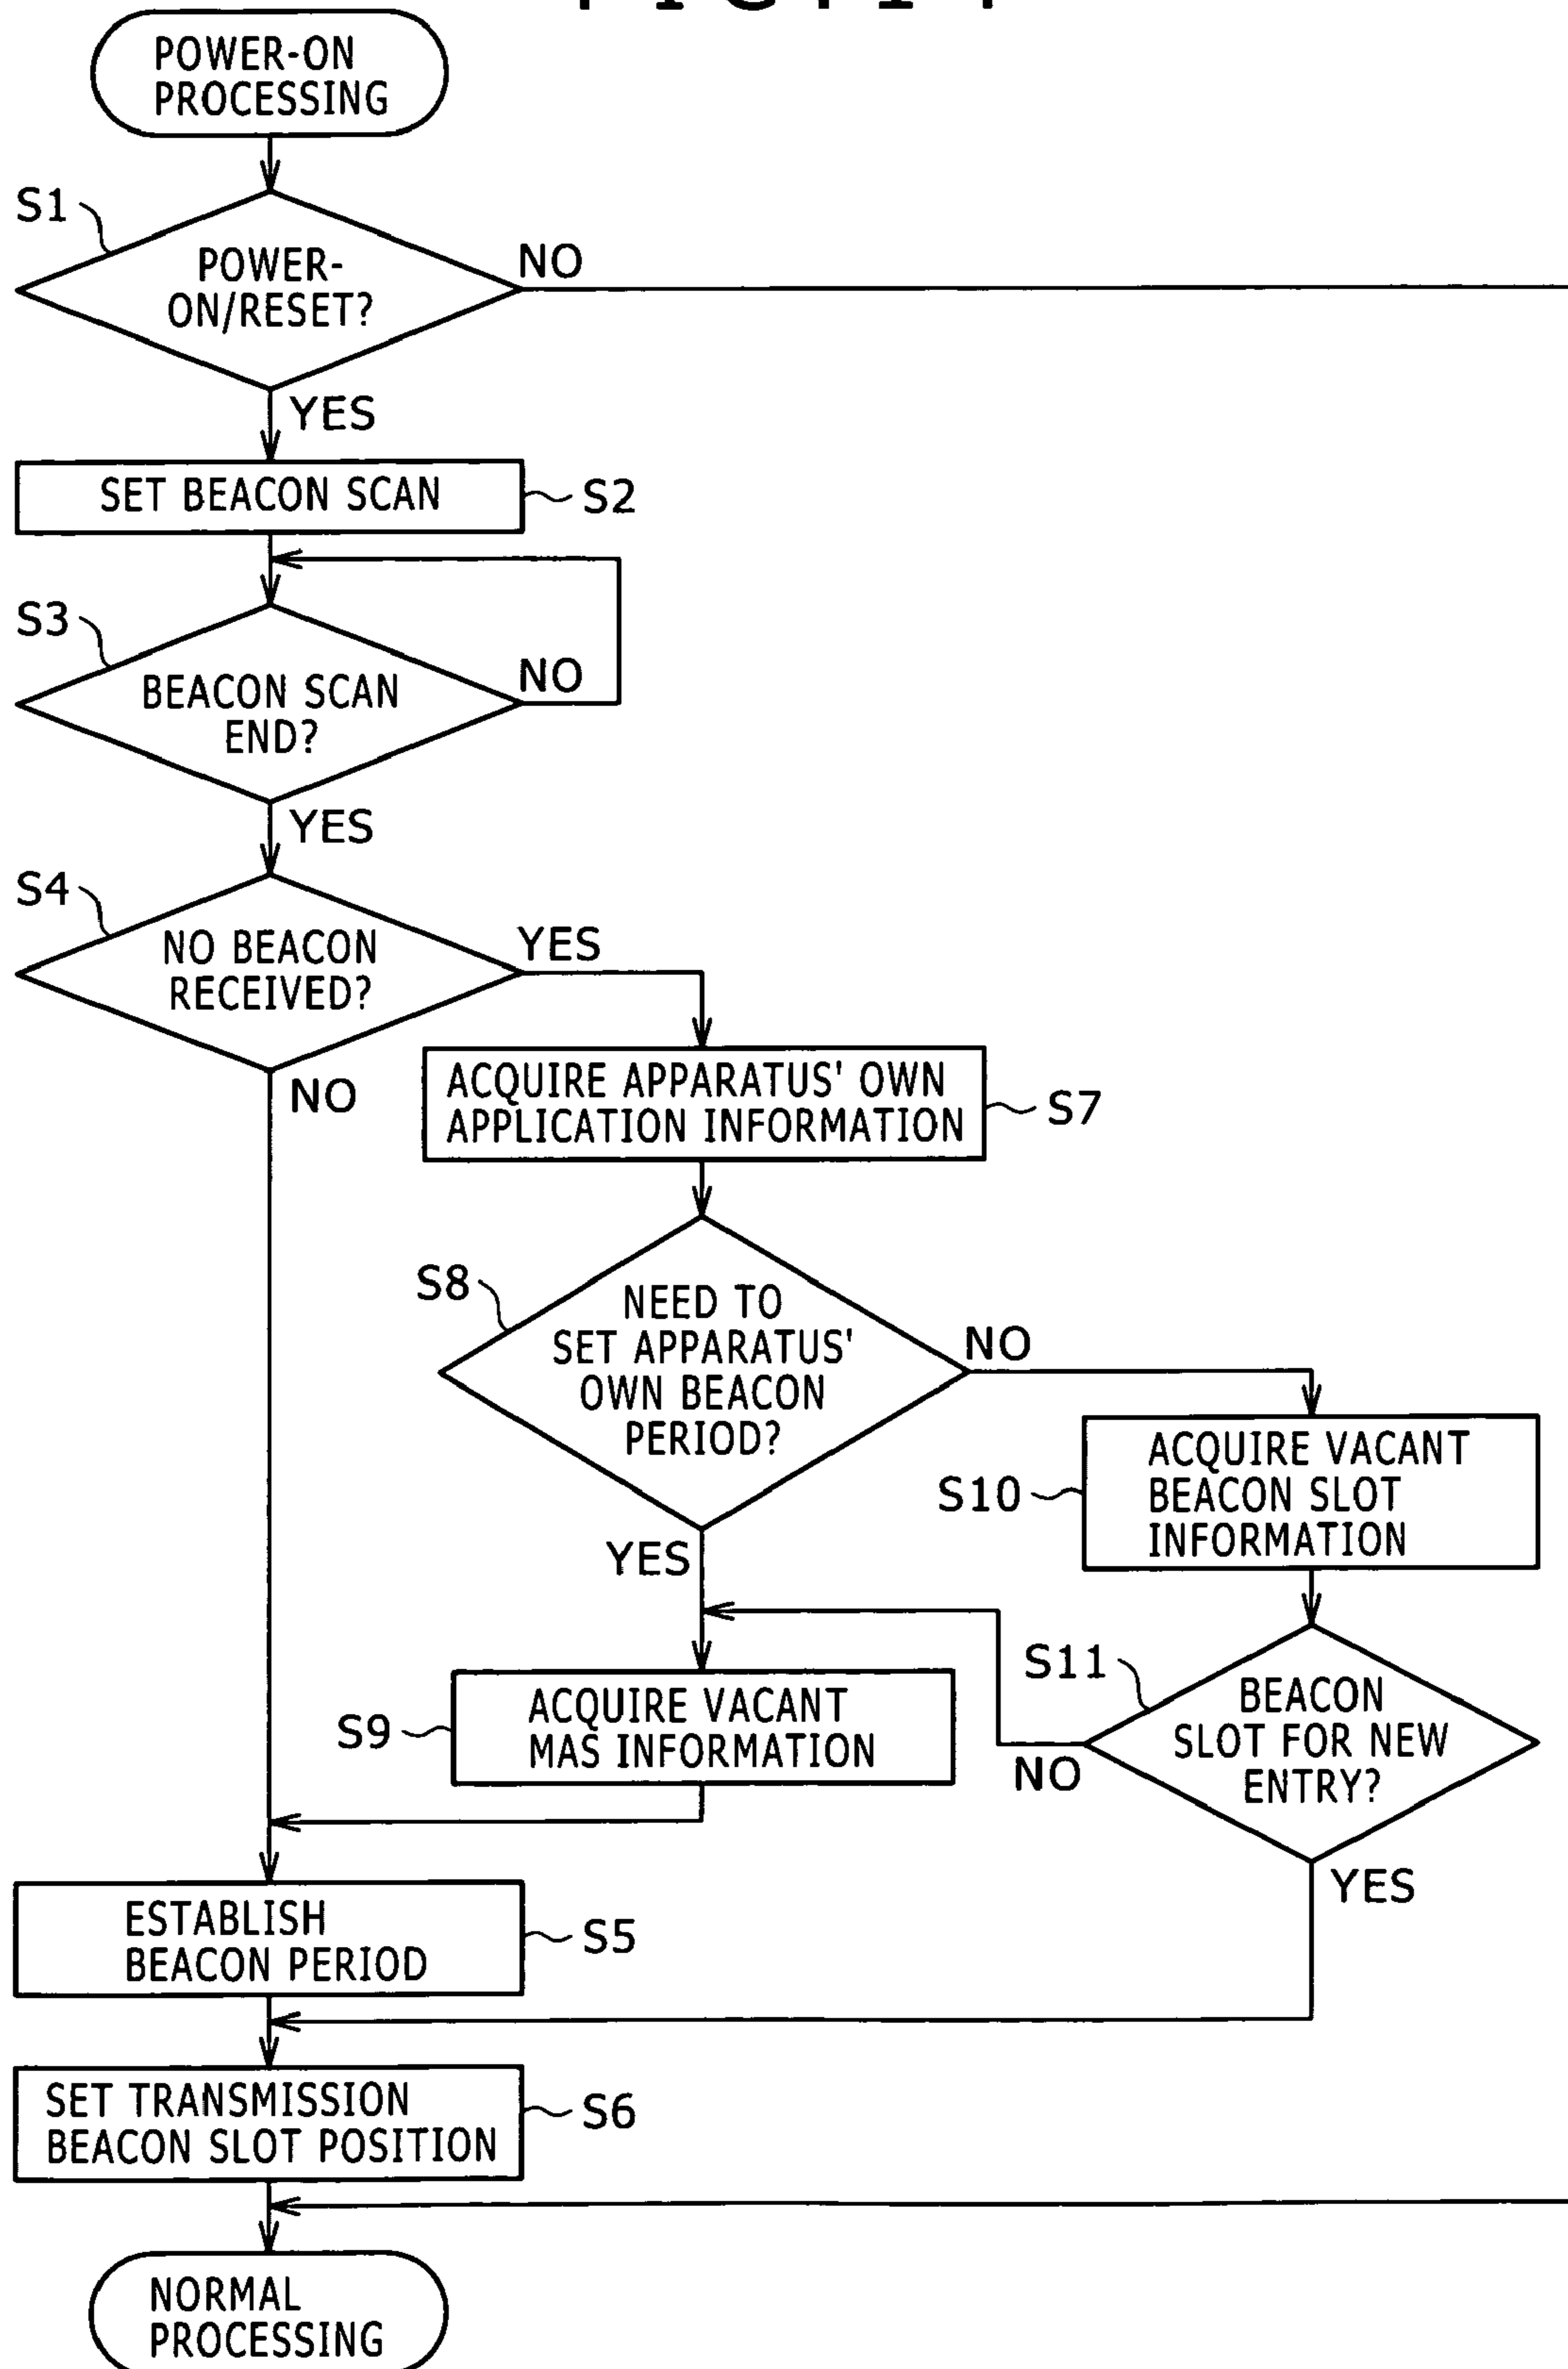 POWER-ON
PROCESSING
S1
POWER-
ON/RESET?
NO
YES
SET BEACON SCAN
S2
S3
BEACON SCAN
END?
NO
YES
S4
NO BEACON
RECEIVED?
YES
NO
ACQUIRE APPARATUS' OWN
APPLICATION INFORMATION
S7
S8
NEED TO
SET APPARATUS'
OWN BEACON
PERIOD?
NO
YES
S10
ACQUIRE VACANT
BEACON SLOT
INFORMATION
S9
ACQUIRE VACANT
MAS INFORMATION
S11
BEACON
SLOT FOR NEW
ENTRY?
NO
YES
ESTABLISH
BEACON PERIOD
S5
SET TRANSMISSION
BEACON SLOT POSITION
S6
NORMAL
PROCESSING